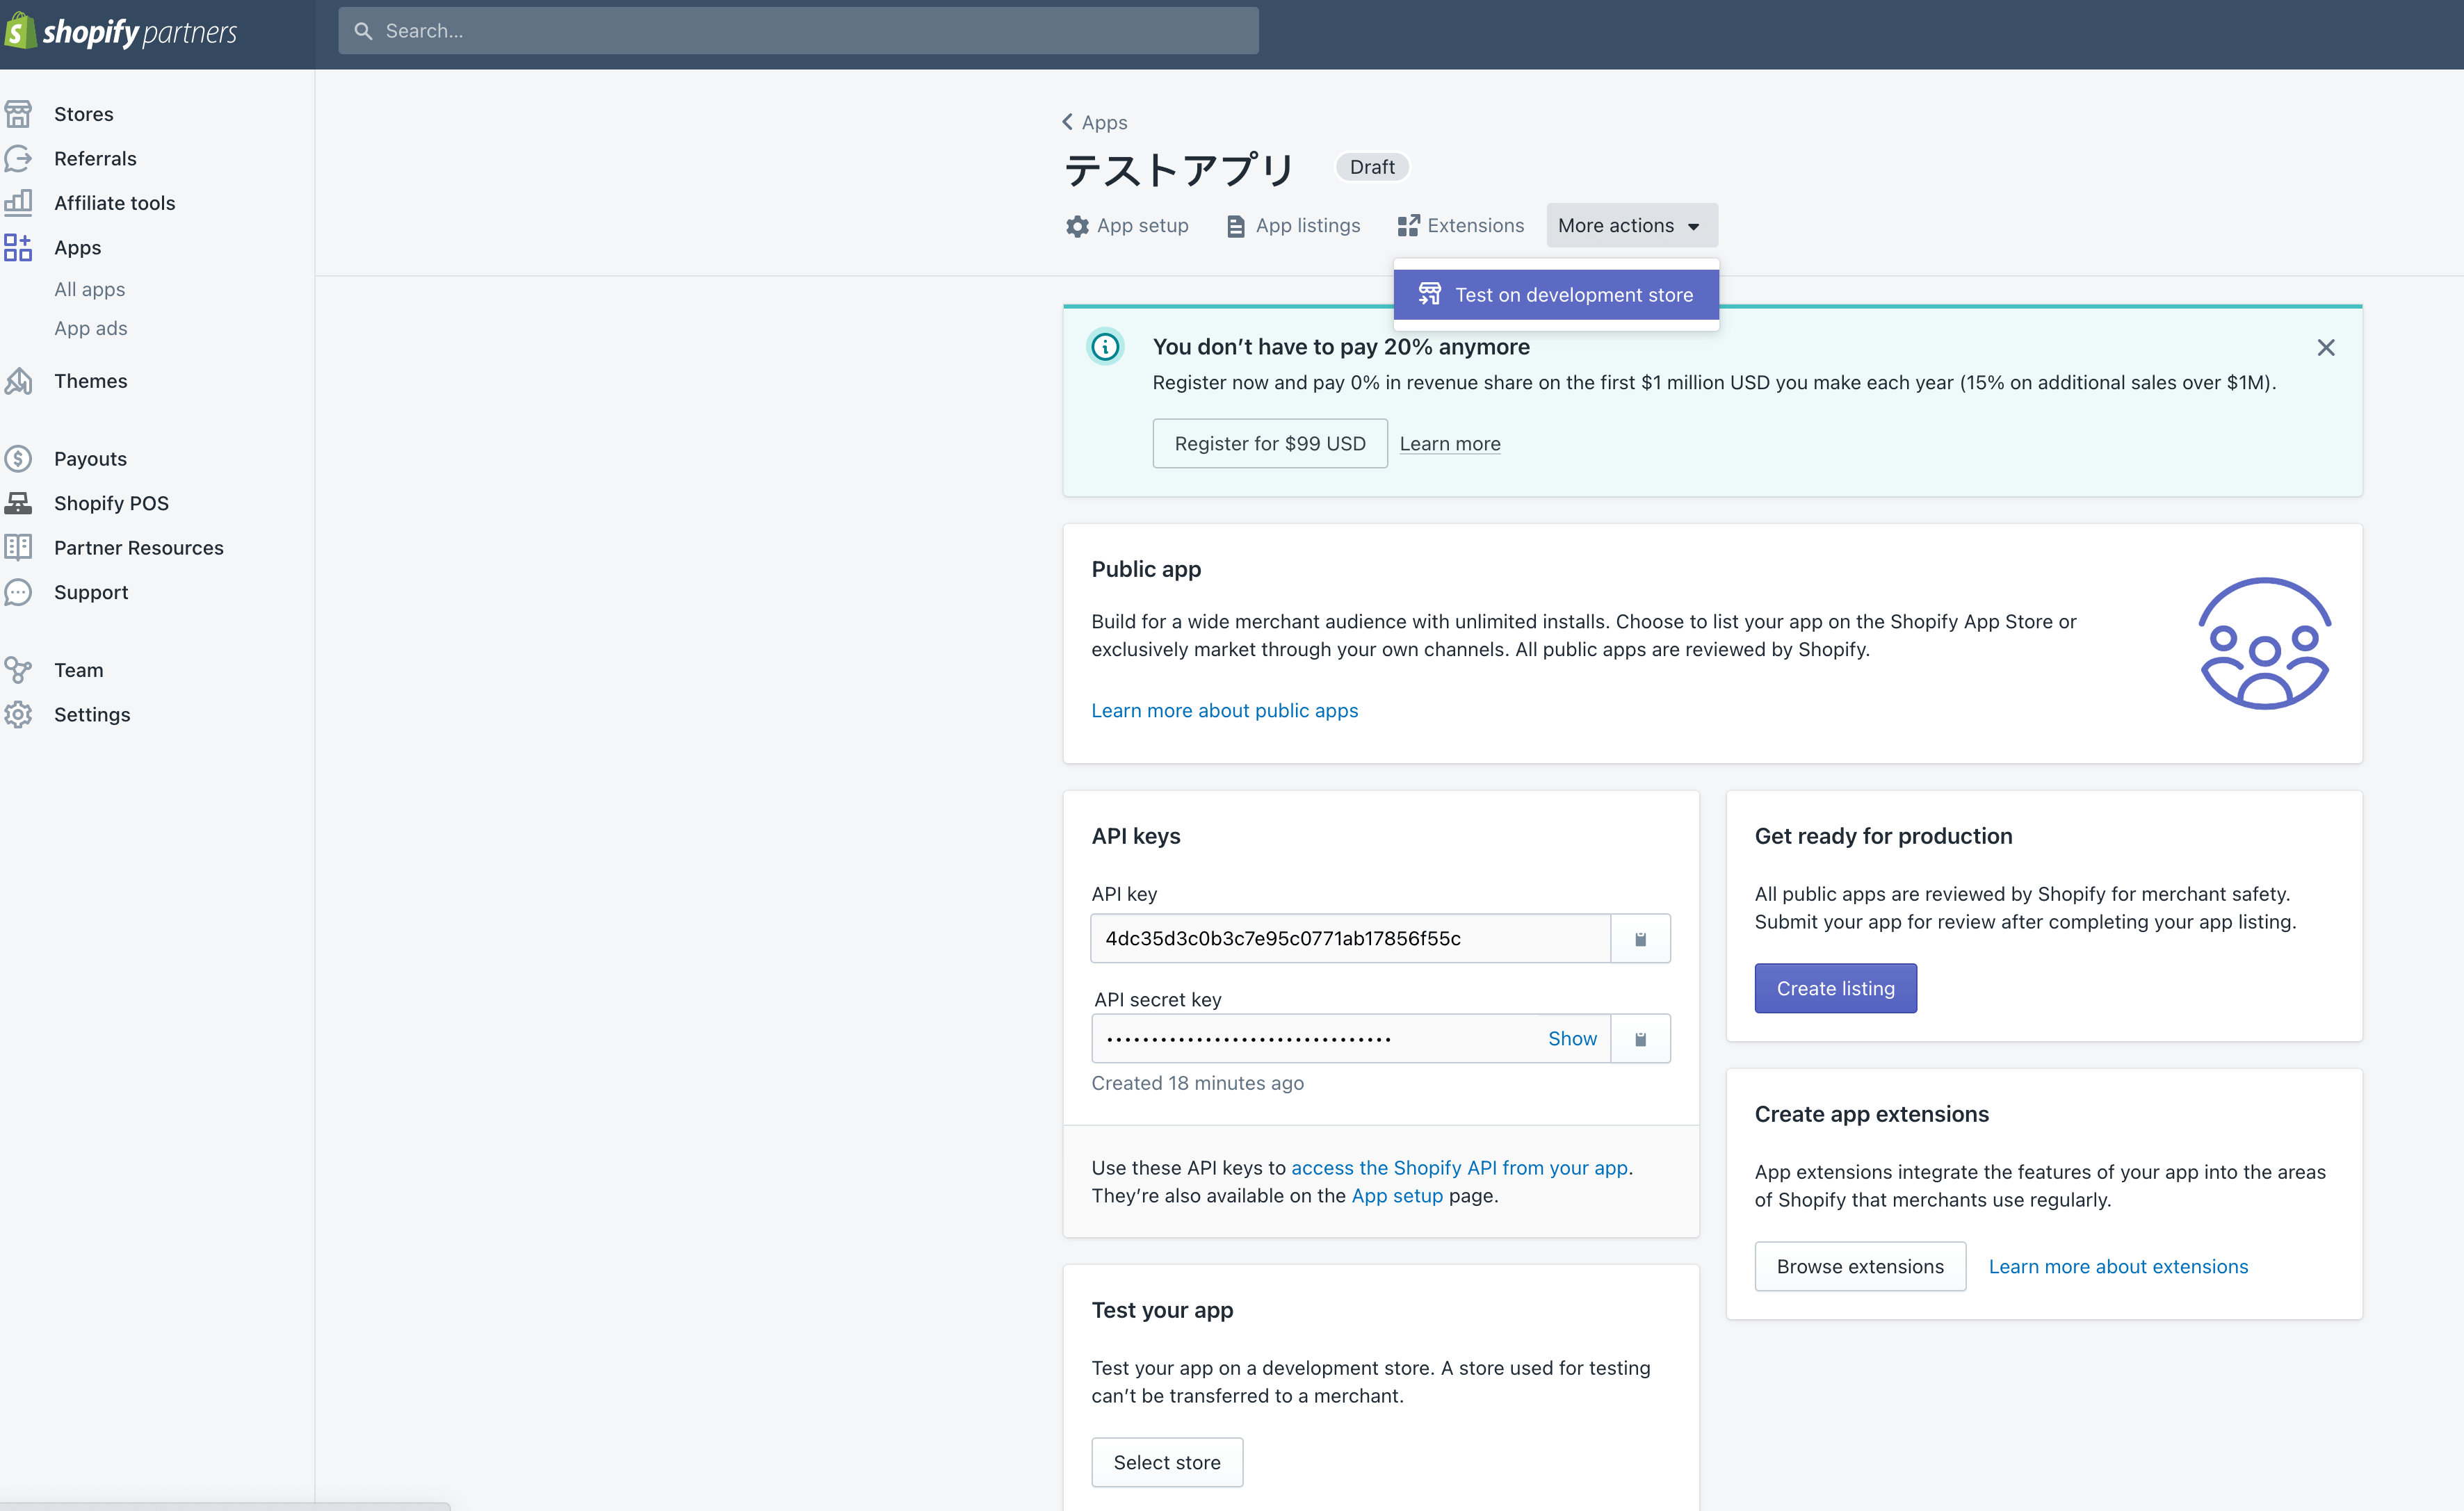 shopify partners
Search...
Stores
Referrals
Affiliate tools
Apps
All apps
App ads
Themes
Payouts
Shopify POS
Partner Resources
Support
Team
Settings
Apps
テストアプリ
Draft
App setup
App listings
Extensions
More actions
Test on development store
You don’t have to pay 20% anymore
Register now and pay 0% in revenue share on the first $1 million USD you make each year (15% on additional sales over $1M).
Register for $99 USD
Learn more
Public app
Build for a wide merchant audience with unlimited installs. Choose to list your app on the Shopify App Store or
exclusively market through your own channels. All public apps are reviewed by Shopify.
Learn more about public apps
API keys
API key
4dc35d3c0b3c7e95c0771ab17856f55c
API secret key
••••••••••••••••••••••••••••••••
Show
Created 18 minutes ago
Use these API keys to access the Shopify API from your app.
They’re also available on the App setup page.
Test your app
Test your app on a development store. A store used for testing
can’t be transferred to a merchant.
Select store
Get ready for production
All public apps are reviewed by Shopify for merchant safety.
Submit your app for review after completing your app listing.
Create listing
Create app extensions
App extensions integrate the features of your app into the areas
of Shopify that merchants use regularly.
Browse extensions
Learn more about extensions